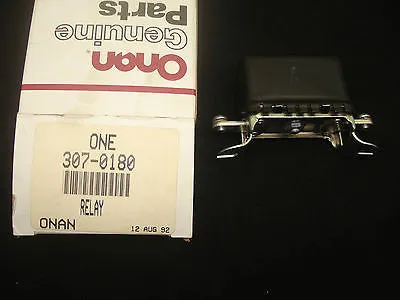 Onan
Genuine
Parts
ONE
307-0180
RELAY
ONAN
12 AUG 92